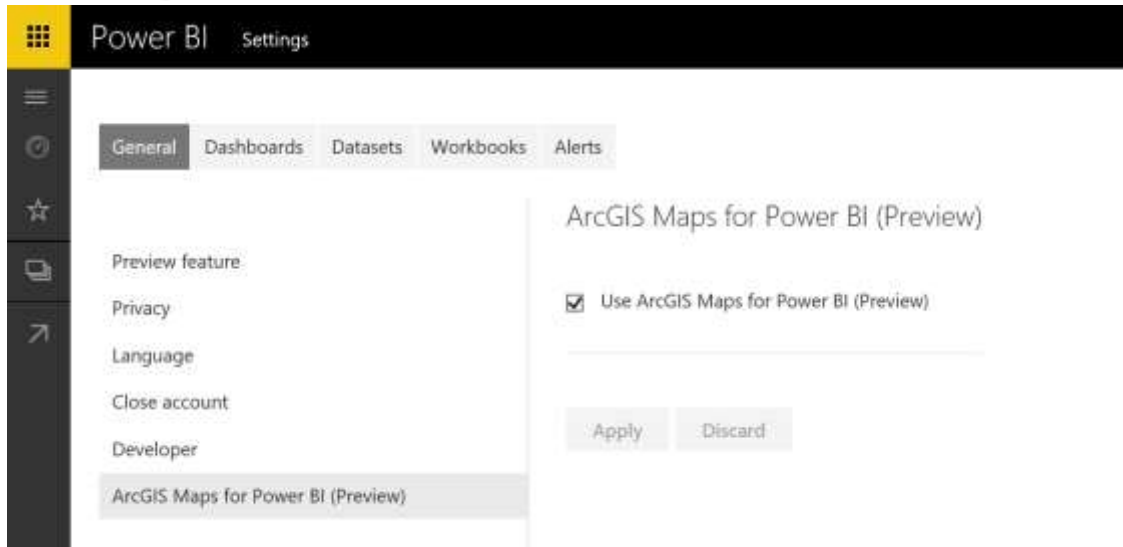 Power BI Settings
General Dashboards Datasets Workbooks Alerts
ArcGIS Maps for Power BI (Preview)
Preview feature
Privacy
Language
Close account
Developer
ArcGIS Maps for Power BI (Preview)
Use ArcGIS Maps for Power BI (Preview)
Apply Discard